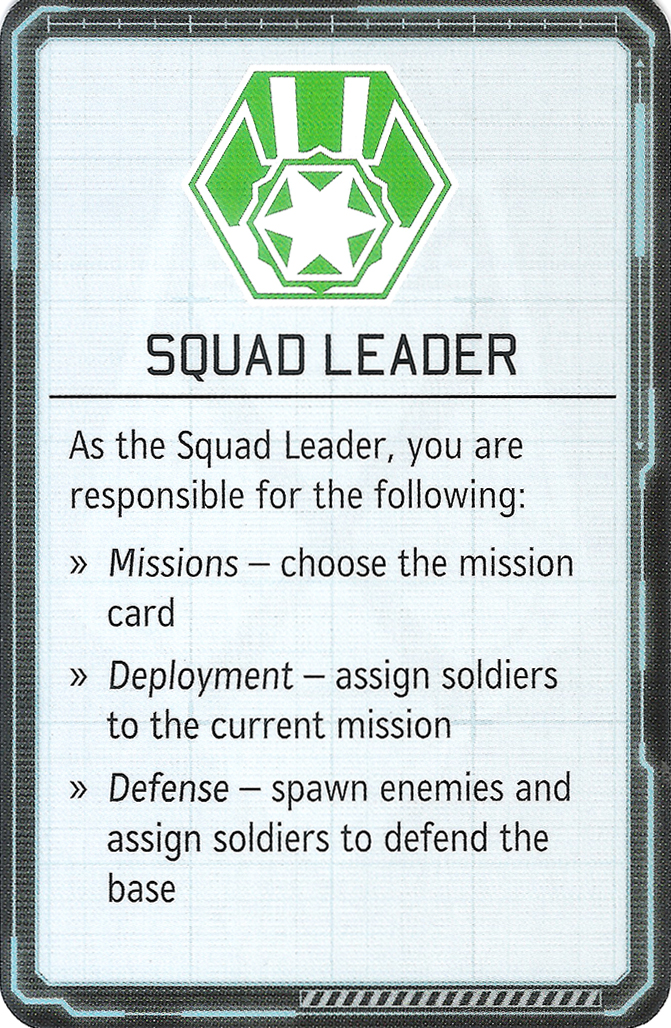 SQUAD LEADER
As the Squad Leader, you are
responsible for the following:
» Missions – choose the mission
card
» Deployment – assign soldiers
to the current mission
» Defense – spawn enemies and
assign soldiers to defend the
base